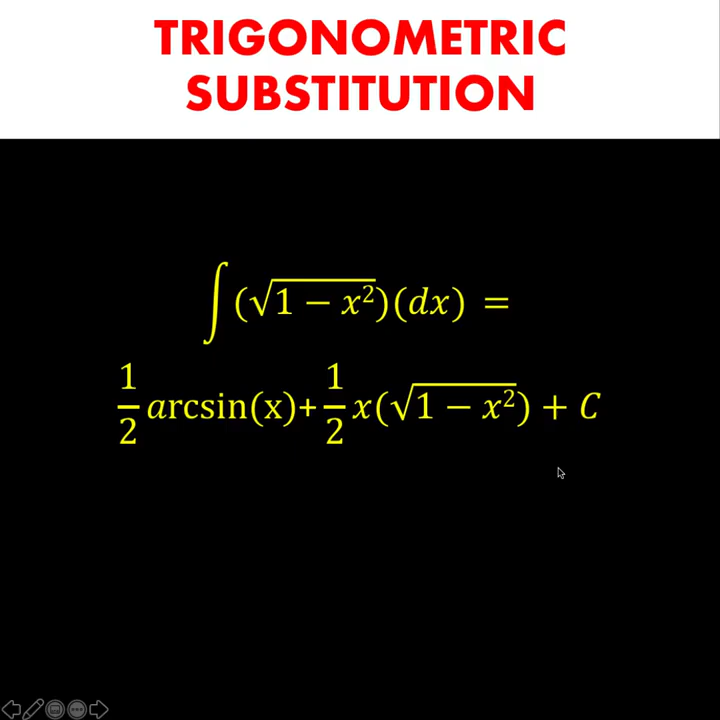 TRIGONOMETRIC
SUBSTITUTION
∫(√1 − x²)(dx) =
1/2 arcsin(x)+ 1/2 x(√1 − x²) + C